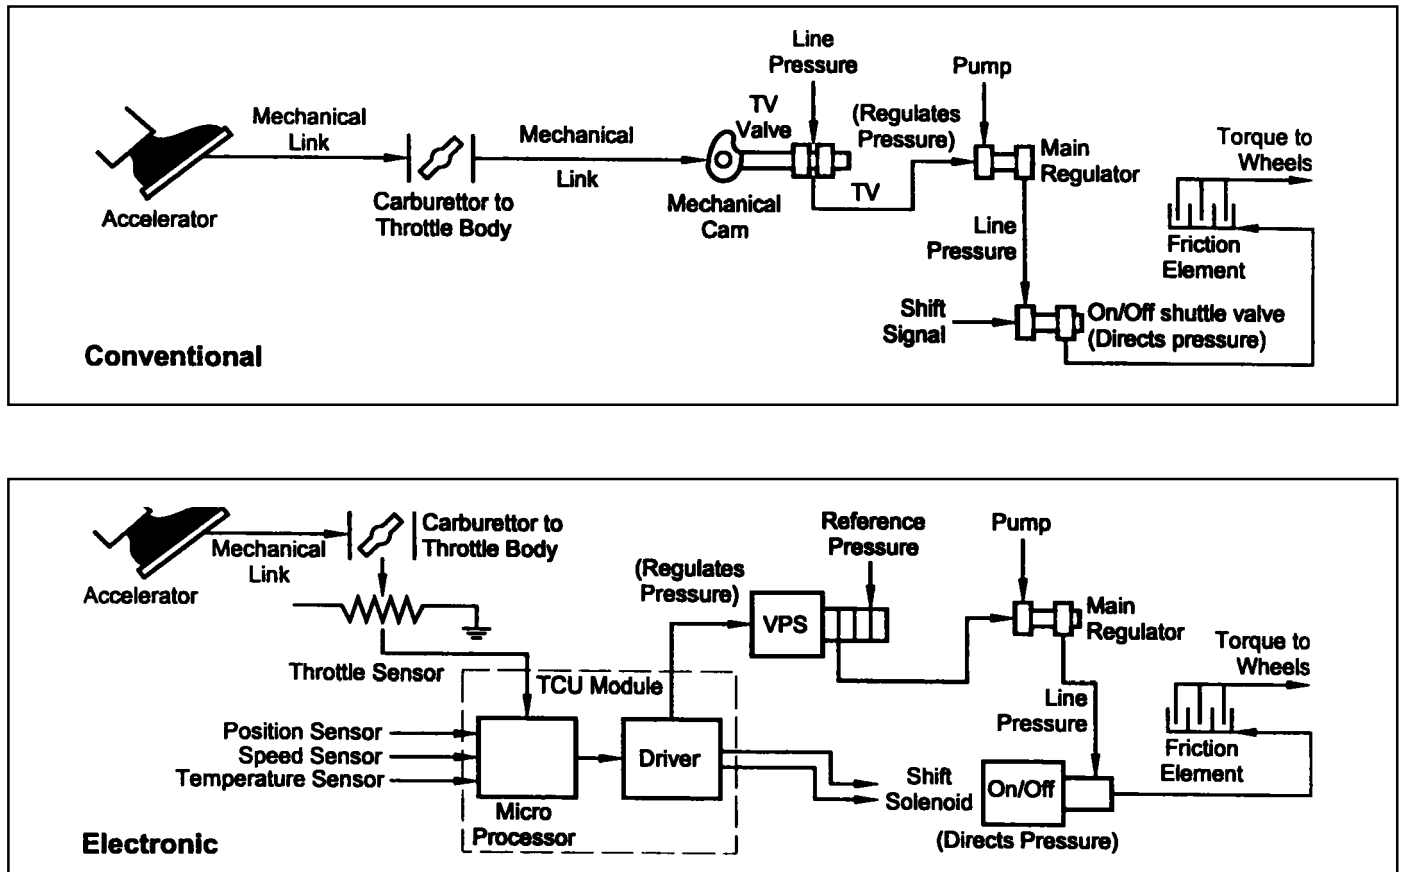 Line
Pressure
Pump
TV
Valve
(Regulates
Pressure)
Mechanical
Link
Mechanical
Link
Torque to
Wheels
Main
Regulator
Accelerator
Carburettor to
Throttle Body
Mechanical
Cam
TV
Line
Pressure
Friction
Element
Shift
Signal
On/Off shuttle valve
(Directs pressure)
Conventional
Carburettor to
Throttle Body
Mechanical
Link
Accelerator
Reference
Pressure
Pump
(Regulates
Pressure)
VPS
Main
Regulator
Torque to
Wheels
Throttle Sensor
TCU Module
Line
Pressure
Position Sensor
Speed Sensor
Temperature Sensor
Driver
Friction
Element
Shift
Solenoid
On/Off
Micro
Processor
(Directs Pressure)
Electronic